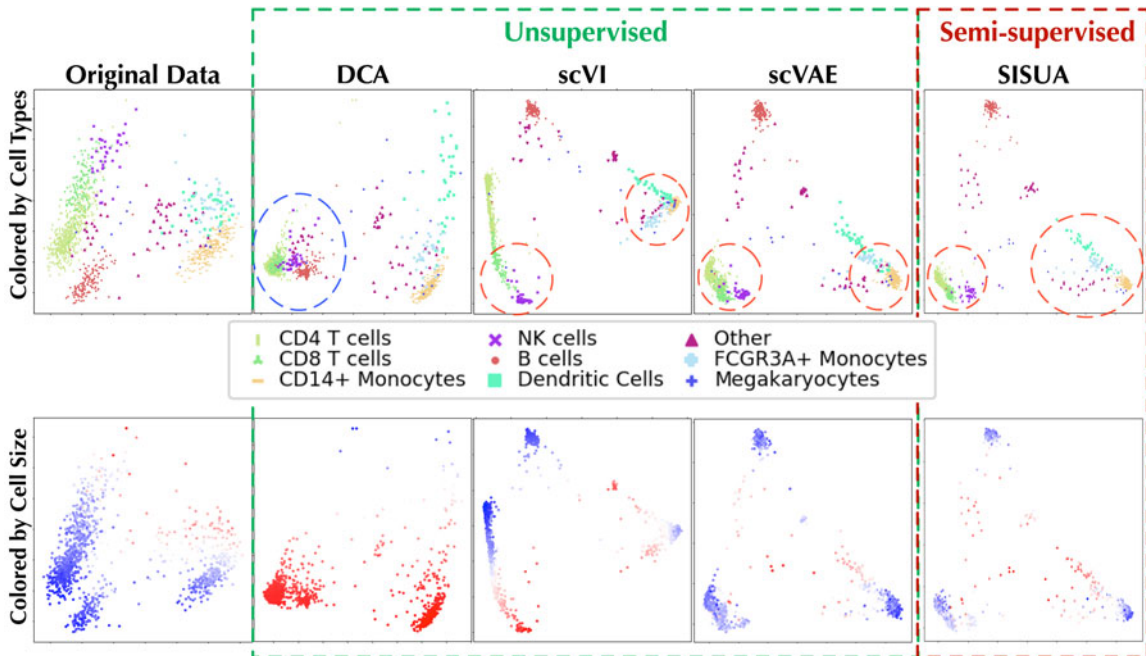 Unsupervised
Semi-supervised
Original Data
DCA
scVI
scVAE
SISUA
Colored by Cell Types
CD4 T cells
NK cells
Other
CD8 T cells
B cells
FCGR3A+ Monocytes
CD14+ Monocytes
Dendritic Cells
Megakaryocytes
Colored by Cell Size